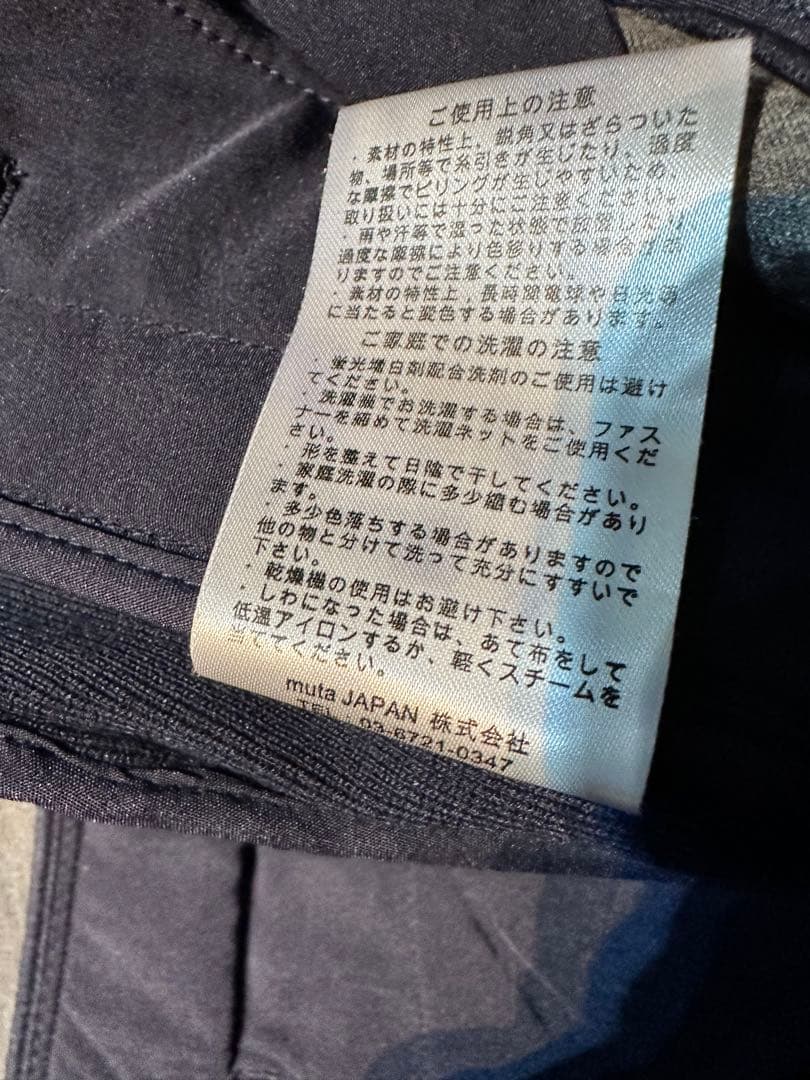 ご使用上の注意
・素材の特性上、鋭角又はざらついた
物、場所等で糸引きが生じたり、過度
な摩擦でピリングが生じやすいため、
取り扱いには十分にご注意ください。
・雨や汗等で湿った状態で放置したり、
過度な摩擦により色移りする場合があ
りますのでご注意ください。
・素材の特性上,長時間電球や日光等
に当たると変色する場合があります。
ご家庭での洗濯の注意
・蛍光増白剤配合洗剤のご使用は避け
てください。
・洗濯機でお洗濯する場合は、ファス
ナーを締めて洗濯ネットをご使用くだ
さい。
・形を整えて日陰で干してください。
・家庭洗濯の際に多少縮む場合があり
ます。
・多少色落ちする場合がありますので
他の物と分けて洗って充分にすすいで
下さい。
・乾燥機の使用はお避け下さい。
・しわになった場合は、あて布をして
低温アイロンするか、軽くスチームを
当ててください。
muta JAPAN 株式会社
TEL 03-6721-0347